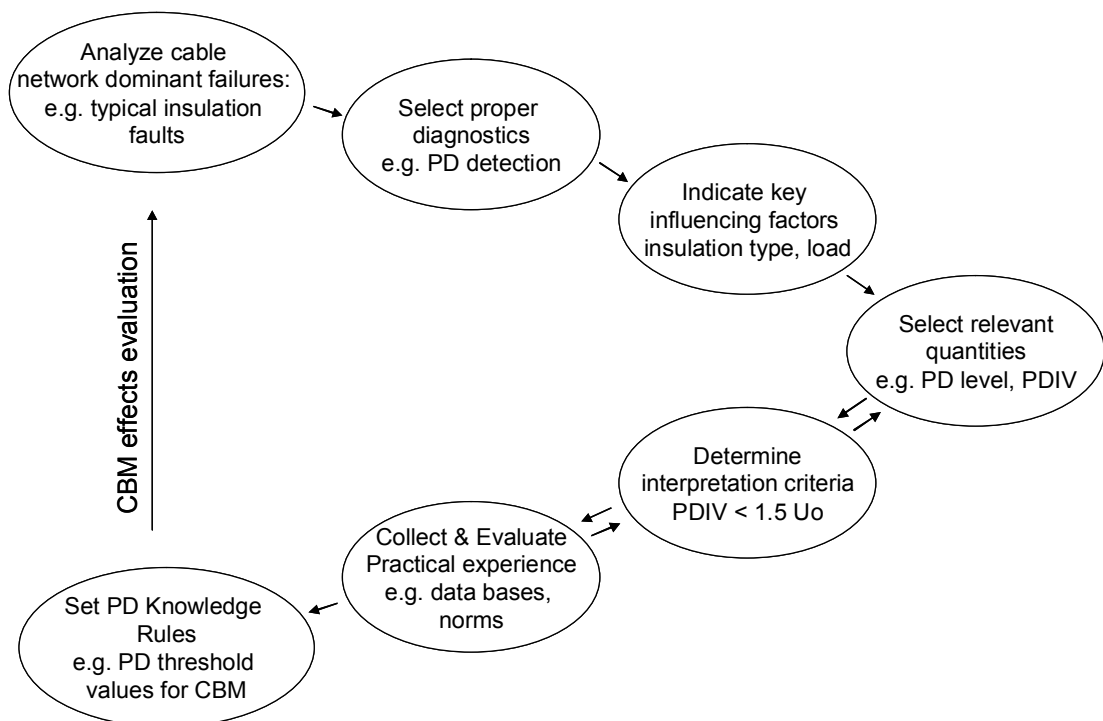 Analyze cable
network dominant failures:
e.g. typical insulation
faults
Select proper
diagnostics
e.g. PD detection
Indicate key
influencing factors
insulation type, load
Select relevant
quantities
e.g. PD level, PDIV
Determine
interpretation criteria
PDIV < 1.5 Uo
Collect & Evaluate
Practical experience
e.g. data bases,
norms
Set PD Knowledge
Rules
e.g. PD threshold
values for CBM
CBM effects evaluation